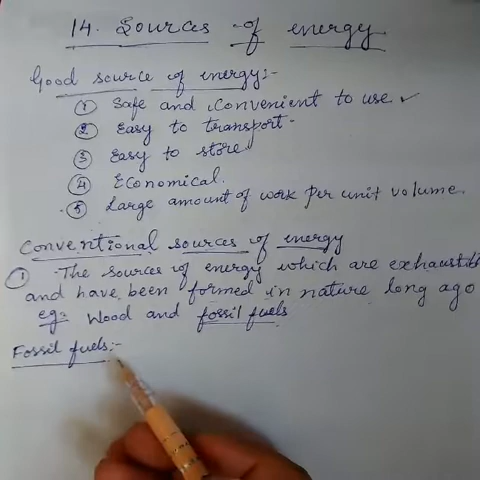 14. Sources of energy
Good source of energy:-
① Safe and Convenient to use ✓
② Easy to transport.
③ Easy to store
④ Economical.
⑤ Large amount of work per unit volume.
Conventional sources of energy
① The sources of energy which are exhaustible
and have been formed in nature long ago
eg:- Wood and fossil fuels
Fossil fuels:-